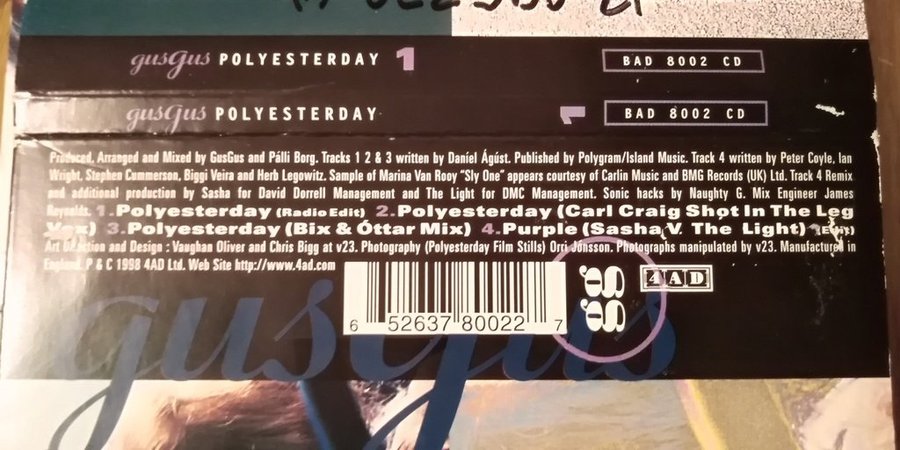 gusgus POLYESTERDAY 1 BAD 8002 CD
gusgus POLYESTERDAY 1 BAD 8002 CD
Produced, Arranged and Mixed by GusGus and Pálli Borg. Tracks 1 2 & 3 written by Daníel Ágúst. Published by Polygram/Island Music. Track 4 written by Peter Coyle, Ian
Wright, Stephen Cummerson, Biggi Veira and Herb Legowitz. Sample of Marina Van Rooy "Sly One" appears courtesy of Carlin Music and BMG Records (UK) Ltd. Track 4 Remix
and additional production by Sasha for David Dorrell Management and The Light for DMC Management. Sonic hacks by Naughty G. Mix Engineer James
Reynolds. 1.Polyesterday (Radio Edit) 2.Polyesterday (Carl Craig Shot In The Leg
Vox) 3.Polyesterday (Bix & Óttar Mix) 4.Purple (Sasha V. The Light) (Edit)
Art Direction and Design : Vaughan Oliver and Chris Bigg at v23. Photography (Polyesterday Film Stills) Orri Jónsson. Photographs manipulated by v23. Manufactured in
England. P & C 1998 4AD Ltd. Web Site http://www.4ad.com
gg
4AD
6 52637 80022 7
gusgus